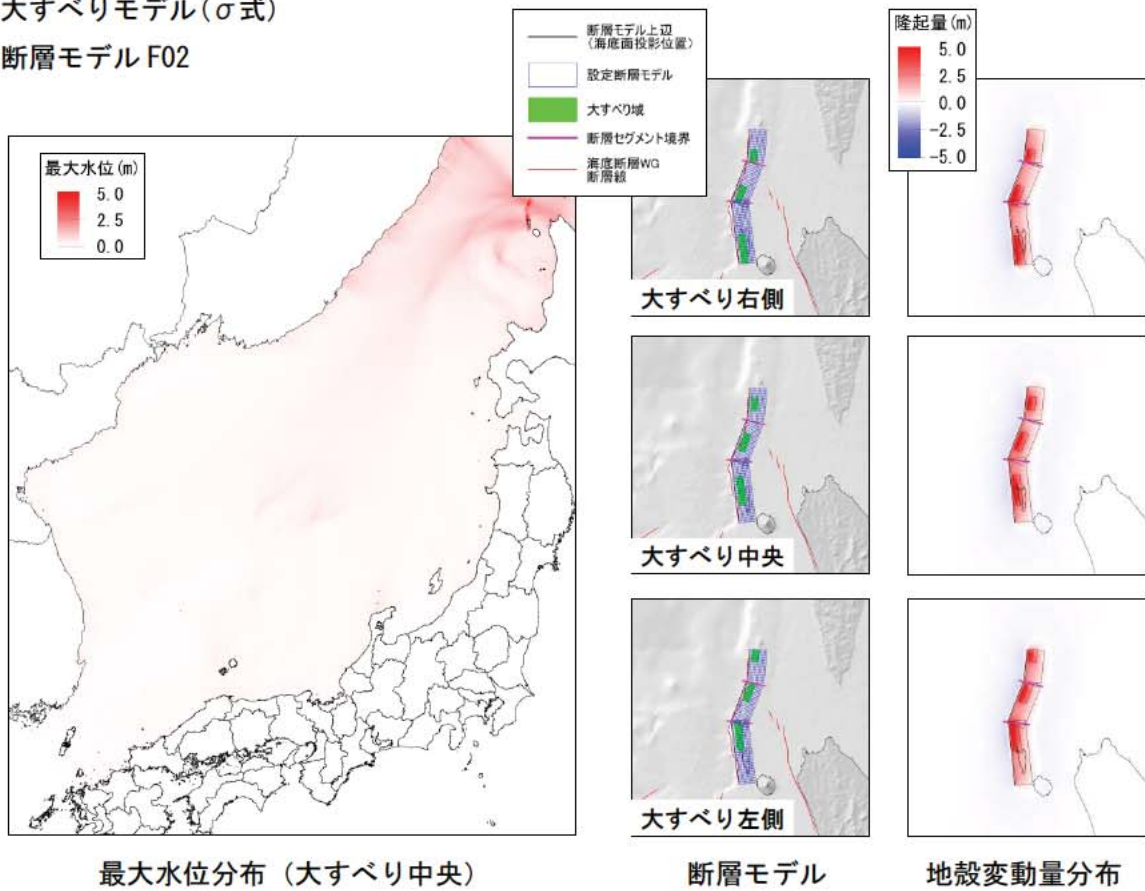 大すべりモデル(σ式)
断層モデル F02
断層モデル上辺
(海底面投影位置)
設定断層モデル
大すべり域
断層セグメント境界
海底断層WG
断層線
隆起量(m)
5.0
2.5
0.0
-2.5
-5.0
最大水位(m)
5.0
2.5
0.0
大すべり右側
大すべり中央
大すべり左側
最大水位分布（大すべり中央）
断層モデル
地殻変動量分布